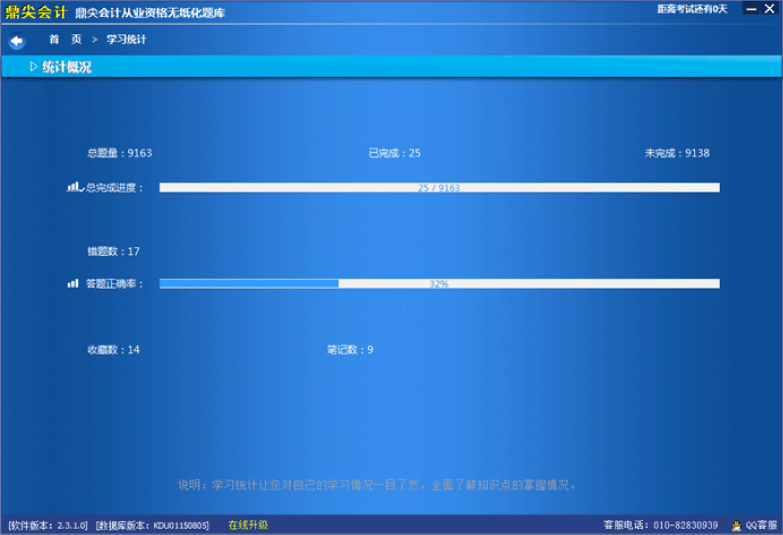 鼎尖会计 鼎尖会计从业资格无纸化题库 距离考试还有0天
首 页 > 学习统计
统计概况
总题量：9163 已完成：25 未完成：9138
总完成进度： 25 / 9163
错题数：17
答题正确率： 32%
收藏数：14 笔记数：9
说明：学习统计让您对自己的学习情况一目了然，全面了解知识点的掌握情况。
[软件版本：2.3.1.0] [数据库版本：KDU01150805] 在线升级 客服电话：010-82830939 QQ客服